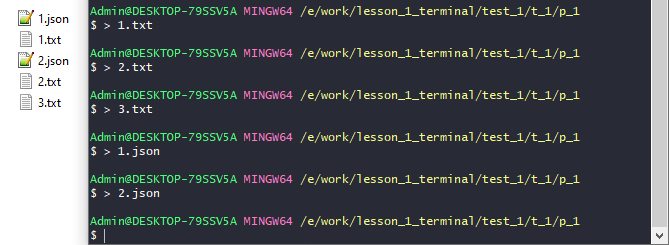 1.json
1.txt
2.json
2.txt
3.txt
Admin@DESKTOP-79SSV5A MINGW64 /e/work/lesson_1_terminal/test_1/t_1/p_1
$ > 1.txt
Admin@DESKTOP-79SSV5A MINGW64 /e/work/lesson_1_terminal/test_1/t_1/p_1
$ > 2.txt
Admin@DESKTOP-79SSV5A MINGW64 /e/work/lesson_1_terminal/test_1/t_1/p_1
$ > 3.txt
Admin@DESKTOP-79SSV5A MINGW64 /e/work/lesson_1_terminal/test_1/t_1/p_1
$ > 1.json
Admin@DESKTOP-79SSV5A MINGW64 /e/work/lesson_1_terminal/test_1/t_1/p_1
$ > 2.json
Admin@DESKTOP-79SSV5A MINGW64 /e/work/lesson_1_terminal/test_1/t_1/p_1
$